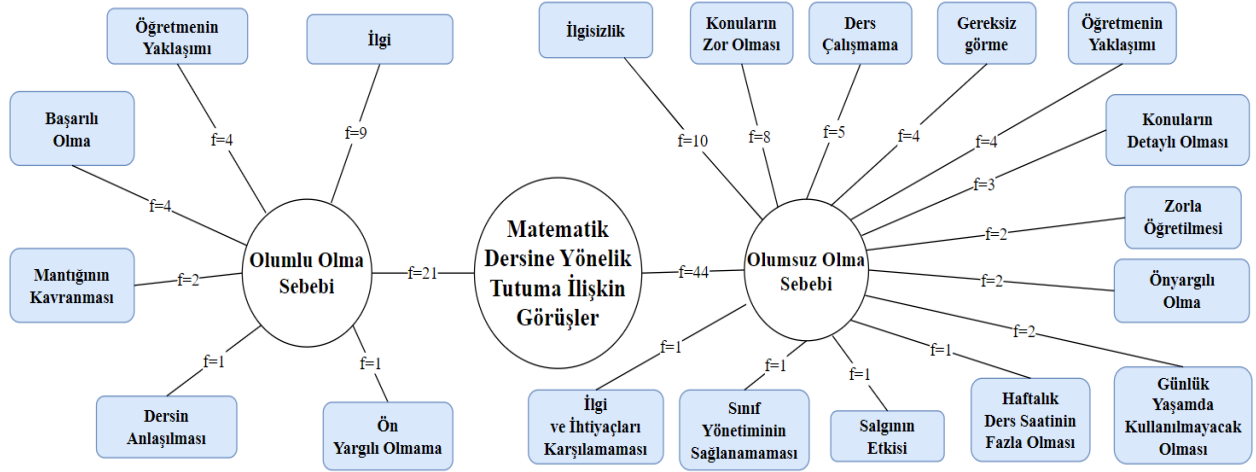 Öğretmenin
Yaklaşımı
İlgi
İlgisizlik
Konuların
Zor Olması
Ders
Çalışmama
Gereksiz
görme
Öğretmenin
Yaklaşımı
Başarılı
Olma
Konuların
Detaylı Olması
f=4
f=9
f=10
f=8
f=5
f=4
f=4
f=3
f=4
Zorla
Öğretilmesi
f=2
Mantığının
Kavranması
f=2
Olumlu Olma
Sebebi
f=21
Matematik
Dersine Yönelik
Tutuma İlişkin
Görüşler
f=44
Olumsuz Olma
Sebebi
f=2
Önyargılı
Olma
f=2
f=1
f=1
f=1
f=1
f=1
f=1
Dersin
Anlaşılması
Ön
Yargılı Olmama
İlgi
ve İhtiyaçları
Karşılamaması
Sınıf
Yönetiminin
Sağlanamaması
Salgının
Etkisi
Haftalık
Ders Saatinin
Fazla Olması
Günlük
Yaşamda
Kullanılmayacak
Olması